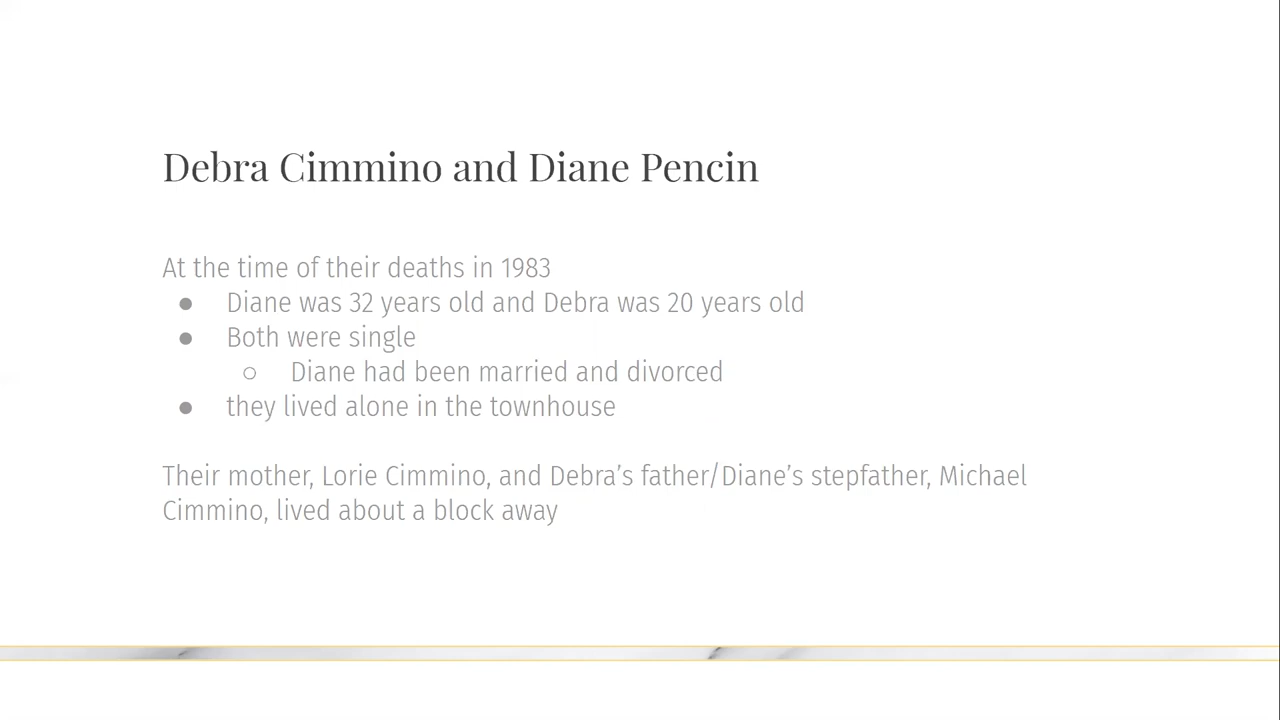 Debra Cimmino and Diane Pencin
At the time of their deaths in 1983
● Diane was 32 years old and Debra was 20 years old
● Both were single
○ Diane had been married and divorced
● they lived alone in the townhouse
Their mother, Lorie Cimmino, and Debra’s father/Diane’s stepfather, Michael
Cimmino, lived about a block away